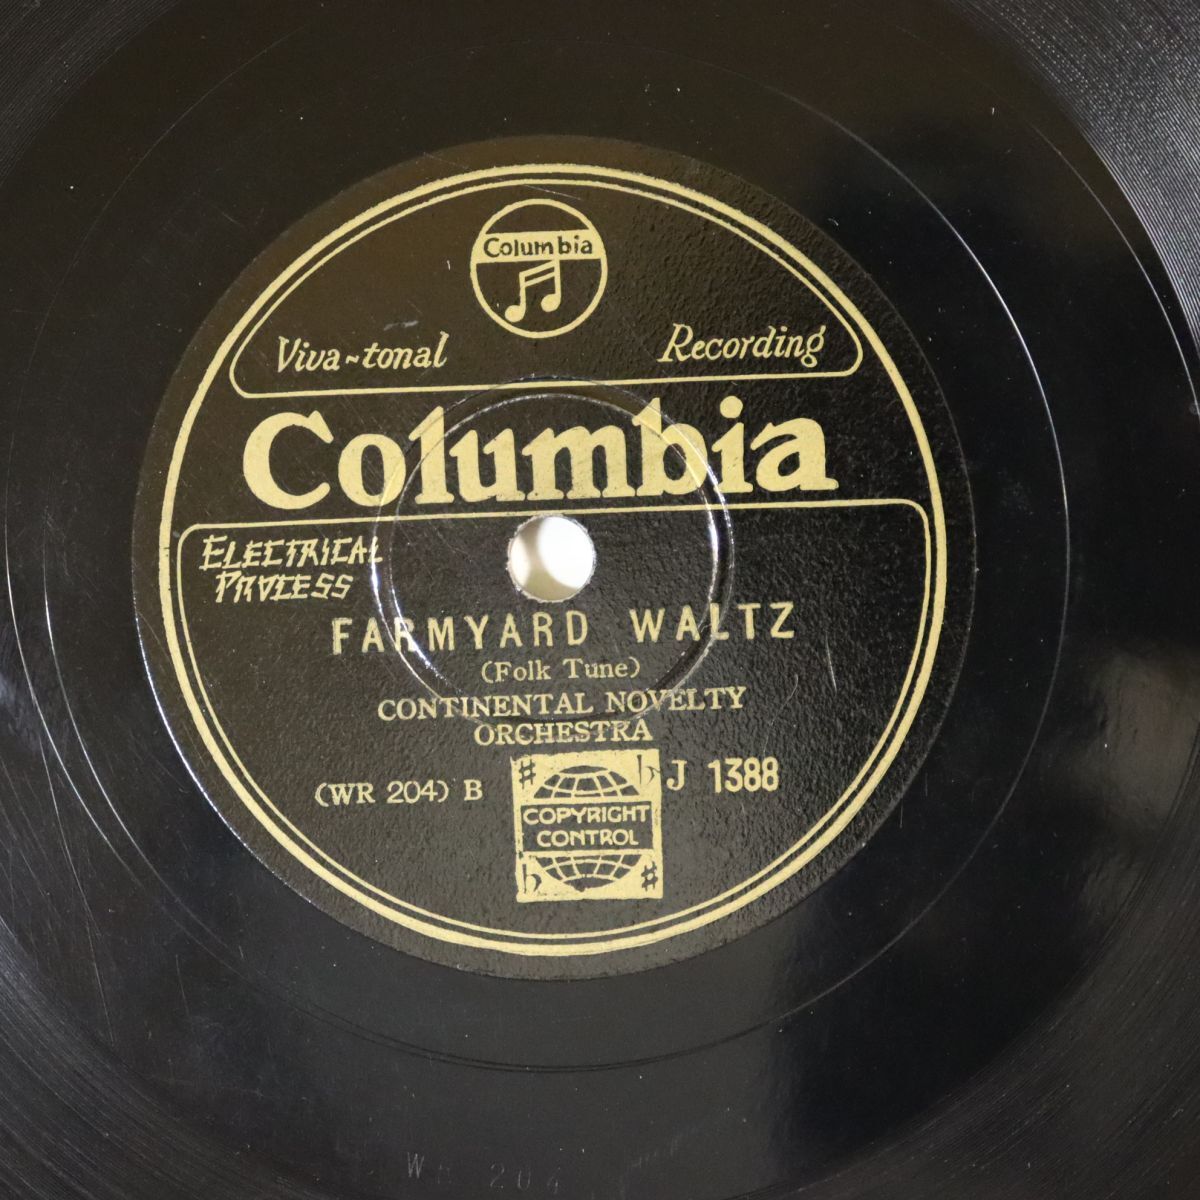 Columbia
Viva-tonal Recording
Columbia
ELECTRICAL
PROCESS
FARMYARD WALTZ
(Folk Tune)
CONTINENTAL NOVELTY
ORCHESTRA
(WR 204) B J 1388
COPYRIGHT
CONTROL
204